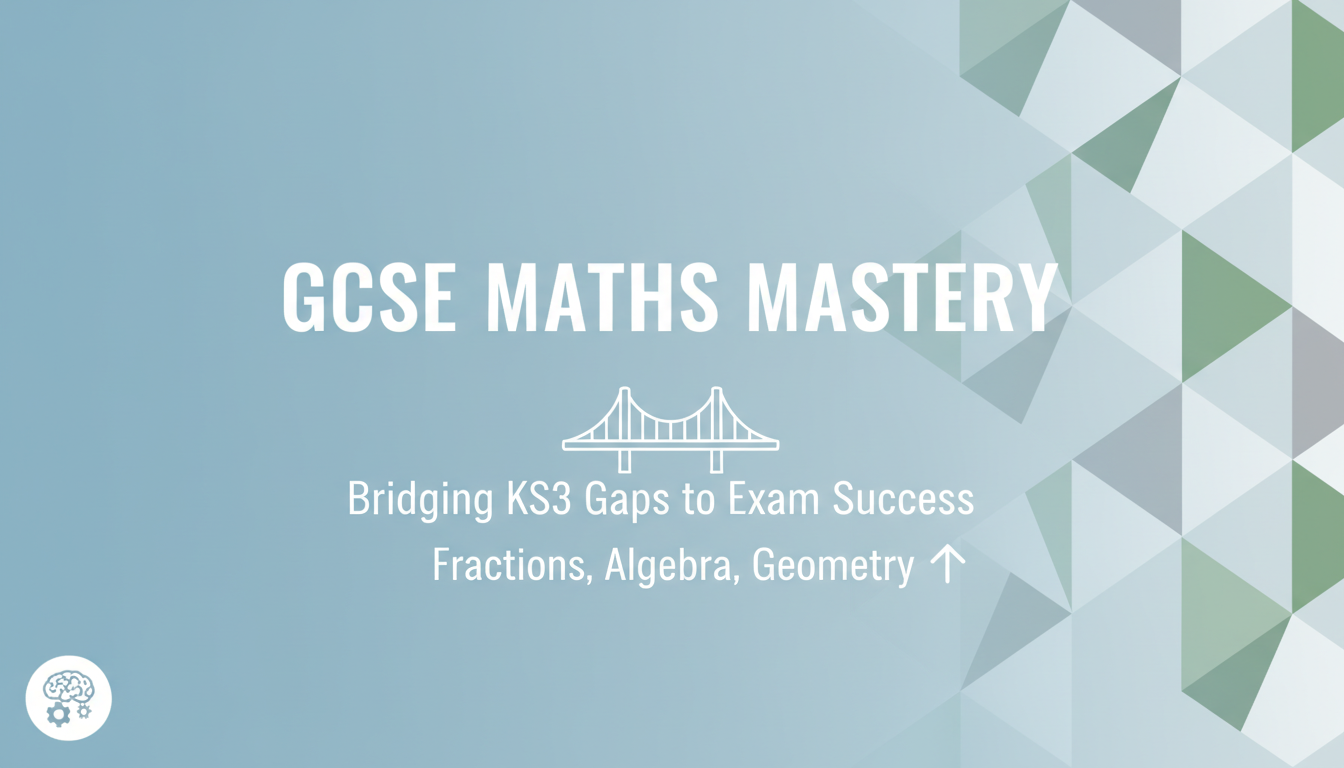 GCSE MATHS MASTERY
Bridging KS3 Gaps to Exam Success
Fractions, Algebra, Geometry ↑